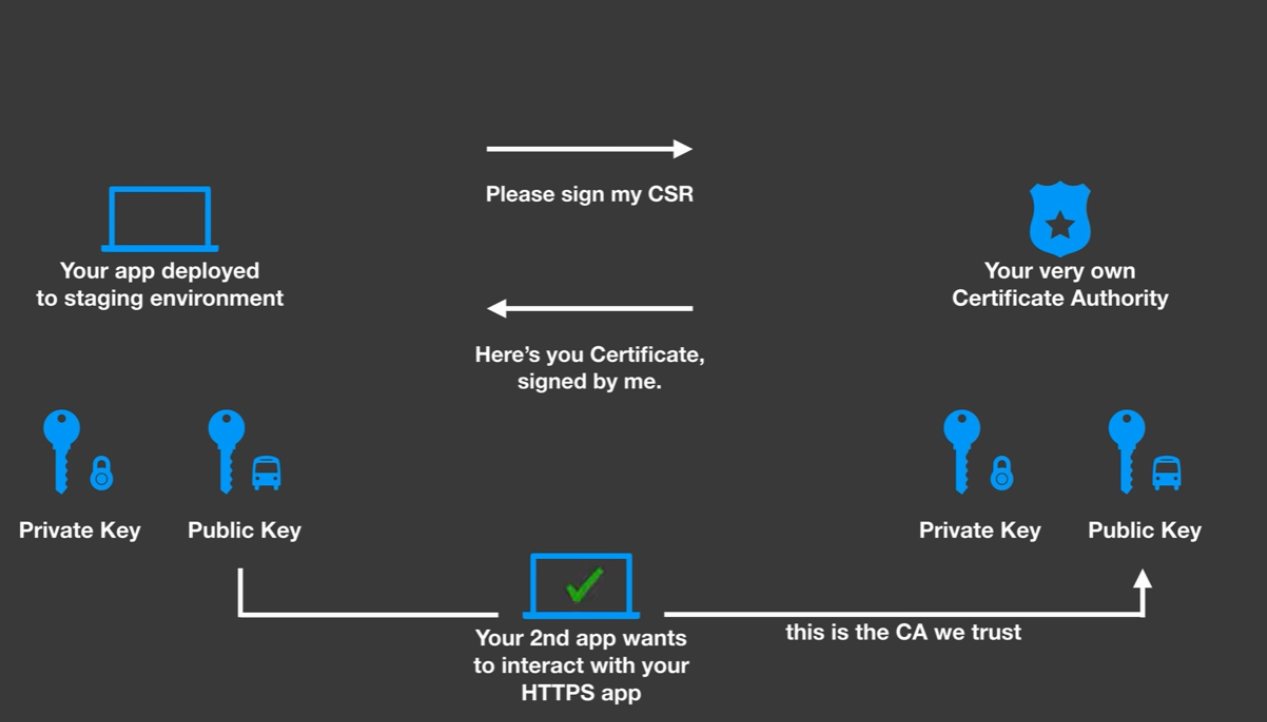 Please sign my CSR
Your app deployed
to staging environment
Your very own
Certificate Authority
Here's you Certificate,
signed by me.
Private Key
Public Key
Private Key
Public Key
this is the CA we trust
Your 2nd app wants
to interact with your
HTTPS app